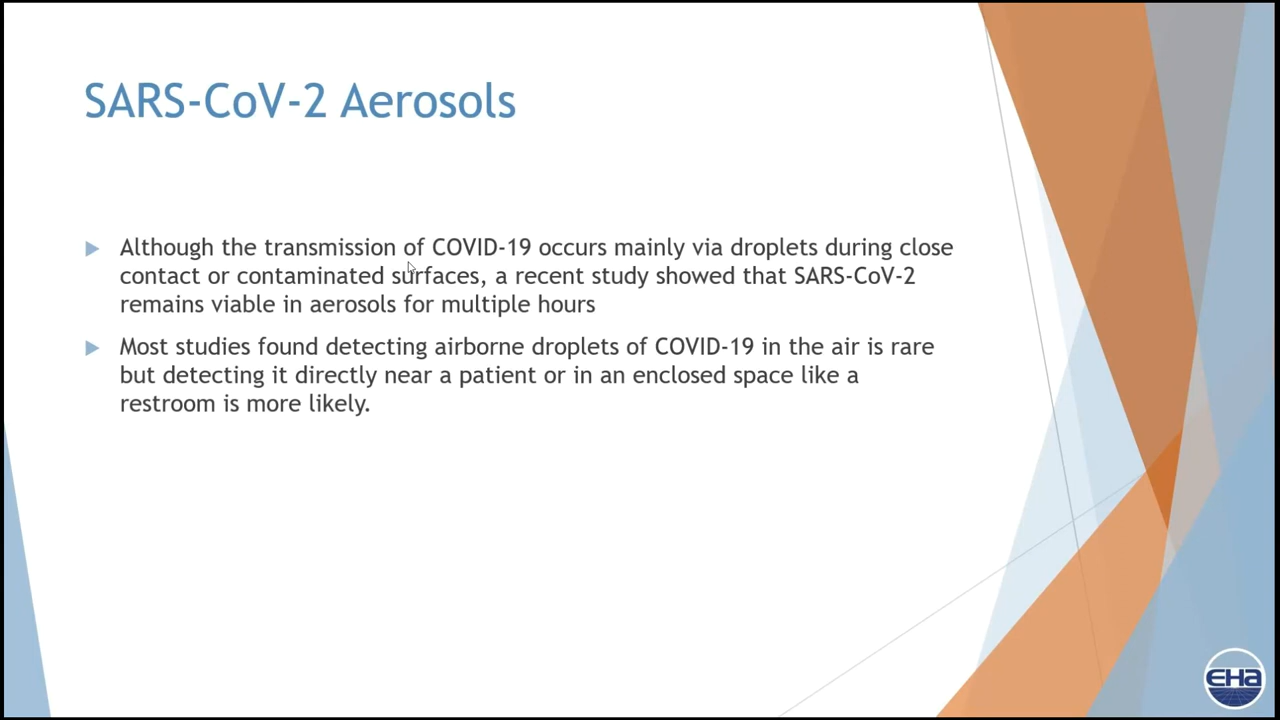 SARS-CoV-2 Aerosols
Although the transmission of COVID-19 occurs mainly via droplets during close
contact or contaminated surfaces, a recent study showed that SARS-CoV-2
remains viable in aerosols for multiple hours
Most studies found detecting airborne droplets of COVID-19 in the air is rare
but detecting it directly near a patient or in an enclosed space like a
restroom is more likely.
EHa